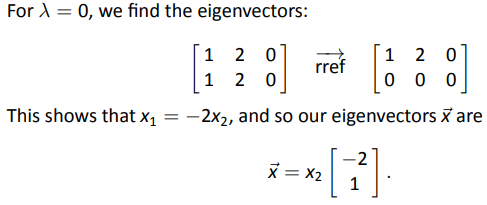 For λ = 0, we find the eigenvectors:
[ 1 2 0 ]
[ 1 2 0 ] →
rref [ 1 2 0 ]
[ 0 0 0 ]
This shows that x₁ = −2x₂, and so our eigenvectors x⃗ are
x⃗ = x₂ [ −2 ]
[ 1 ] .